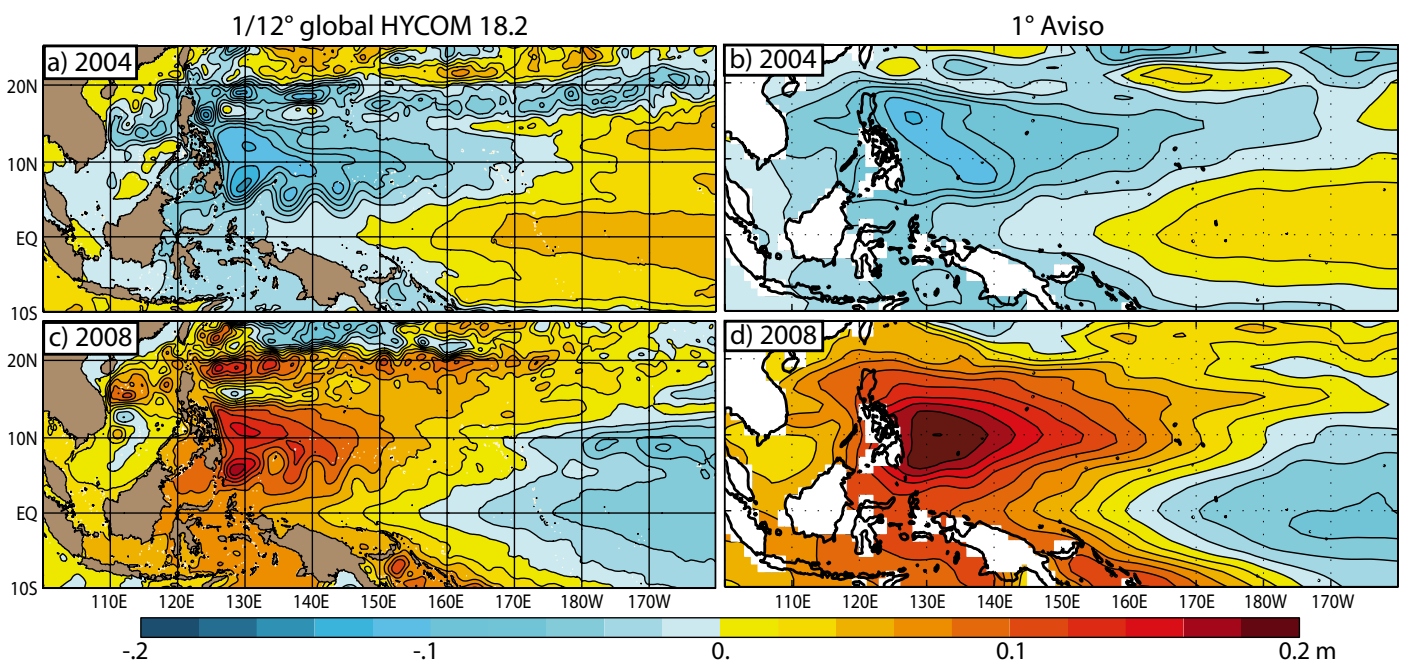 1/12° global HYCOM 18.2
1° Aviso
a) 2004
b) 2004
20N
10N
EQ
10S
c) 2008
d) 2008
20N
10N
EQ
10S
110E 120E 130E 140E 150E 160E 170E 180E 170W
110E 120E 130E 140E 150E 160E 170E 180E 170W
-.2 -.1 0. 0.1 0.2 m